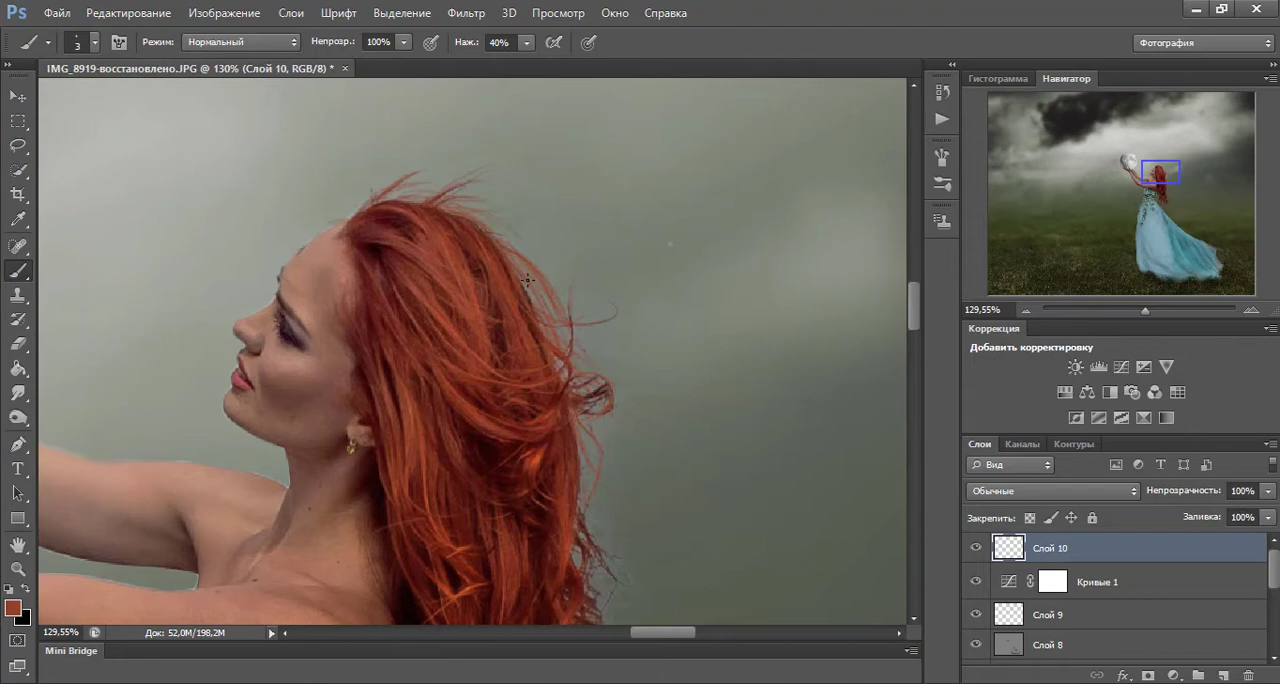 Ps Файл Редактирование Изображение Слои Шрифт Выделение Фильтр 3D Просмотр Окно Справка
3 Режим: Нормальный Непрозр.: 100% Наж.: 40% Фотография
IMG_8919-восстановлено.JPG @ 130% (Слой 10, RGB/8) * ×
Гистограмма Навигатор
129,55%
Коррекция
Добавить корректировку
Слои Каналы Контуры
Вид
Обычные Непрозрачность: 100%
Закрепить: Заливка: 100%
Слой 10
Кривые 1
Слой 9
Слой 8
129,55% Док: 52,0M/198,2M
Mini Bridge